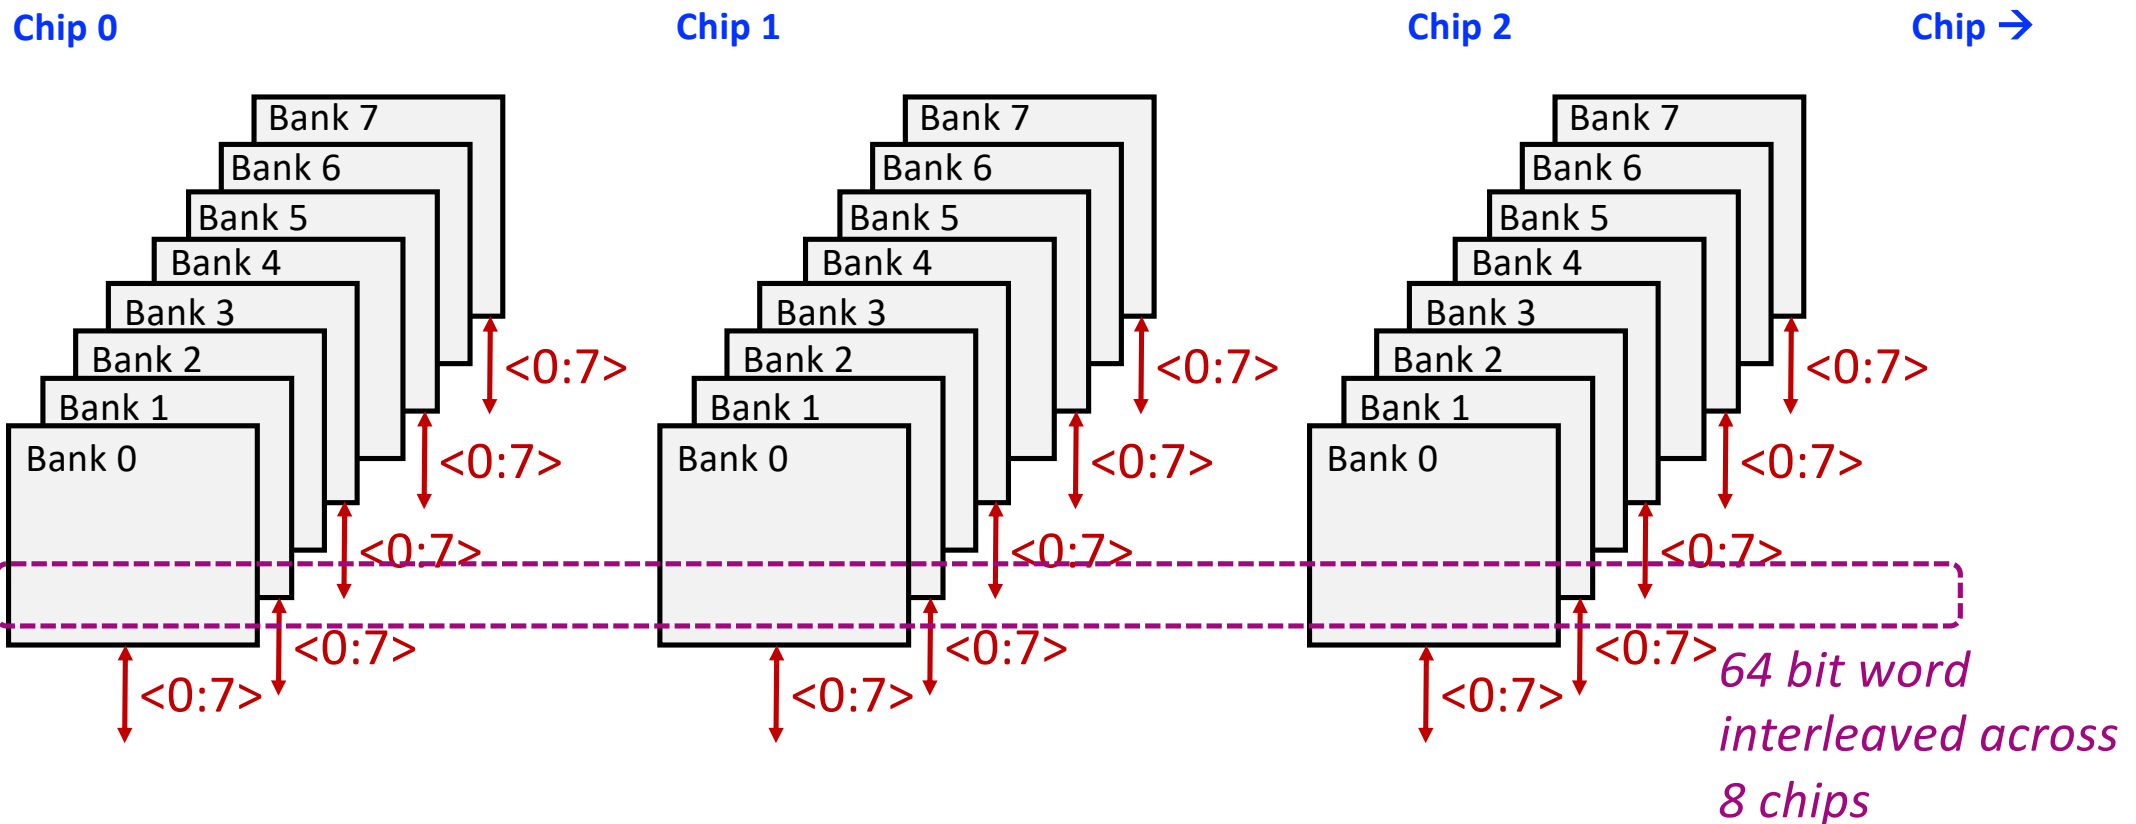 Chip 0
Chip 1
Chip 2
Chip →
Bank 7
Bank 6
Bank 5
Bank 4
Bank 3
Bank 2
Bank 1
Bank 0
<0:7>
<0:7>
<0:7>
<0:7>
<0:7>
Bank 7
Bank 6
Bank 5
Bank 4
Bank 3
Bank 2
Bank 1
Bank 0
<0:7>
<0:7>
<0:7>
<0:7>
<0:7>
Bank 7
Bank 6
Bank 5
Bank 4
Bank 3
Bank 2
Bank 1
Bank 0
<0:7>
<0:7>
<0:7>
<0:7>
<0:7>
64 bit word
interleaved across
8 chips